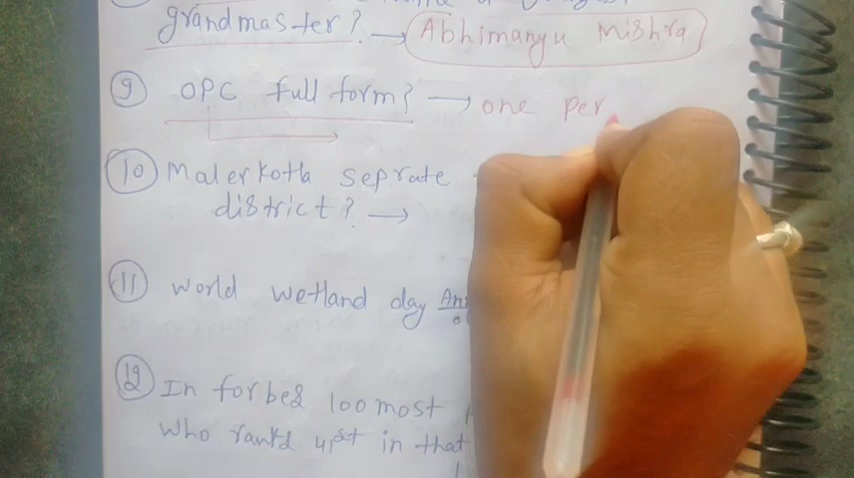 grandmaster? → Abhimanyu Mishra
9 OPC full form? → one per
10 Malerkotla seprate
district? →
11 world wetland day An
12 In forbes 100 most
who rankd 41st in that